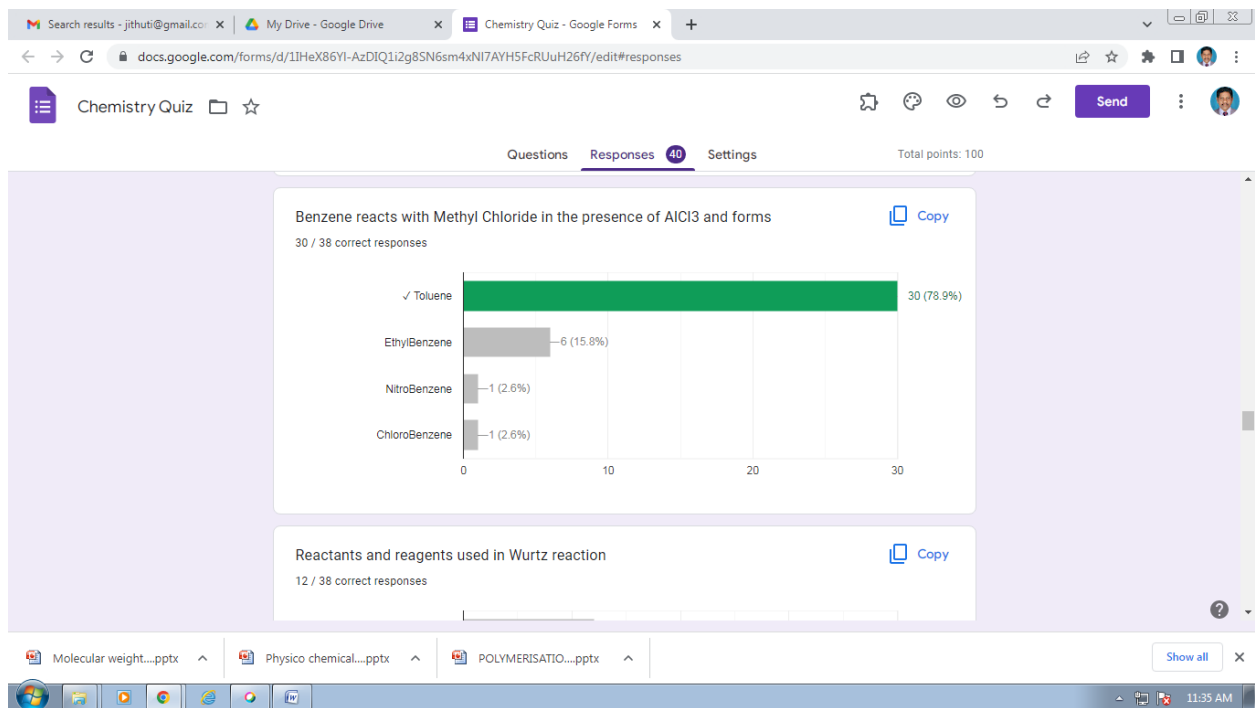 Search results - jithuti@gmail.cor
My Drive - Google Drive
Chemistry Quiz - Google Forms
docs.google.com/forms/d/1IHeX86YI-AzDIQ1i2g8SN6sm4xNI7AYH5FcRUuH26fY/edit#responses
Chemistry Quiz
Send
Questions Responses 40 Settings
Total points: 100
Benzene reacts with Methyl Chloride in the presence of AlCl3 and forms
Copy
30 / 38 correct responses
✓ Toluene 30 (78.9%)
EthylBenzene 6 (15.8%)
NitroBenzene 1 (2.6%)
ChloroBenzene 1 (2.6%)
0 10 20 30
Reactants and reagents used in Wurtz reaction
Copy
12 / 38 correct responses
Molecular weight....pptx
Physico chemical....pptx
POLYMERISATIO....pptx
Show all
11:35 AM